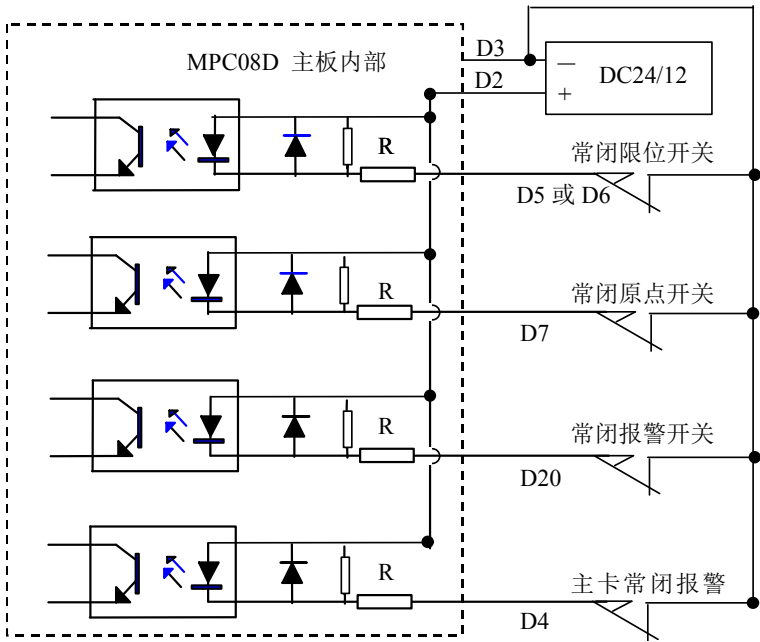 D3
MPC08D 主板内部
—
DC24/12
D2
+
R
常闭限位开关
D5 或 D6
常闭原点开关
R
D7
R
常闭报警开关
D20
R
主卡常闭报警
D4